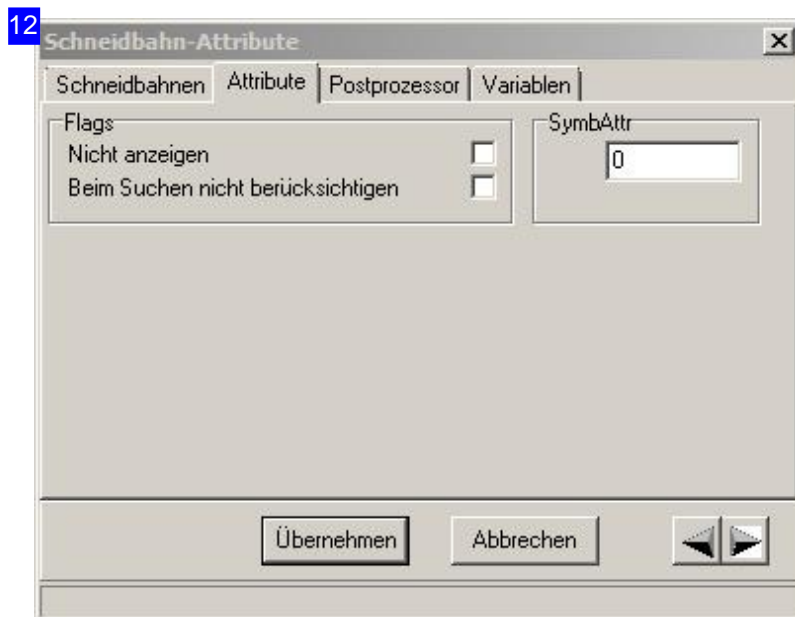 12
Schneidbahn-Attribute
Schneidbahnen Attribute Postprozessor Variablen
Flags SymbAttr
Nicht anzeigen 0
Beim Suchen nicht berücksichtigen
Übernehmen Abbrechen